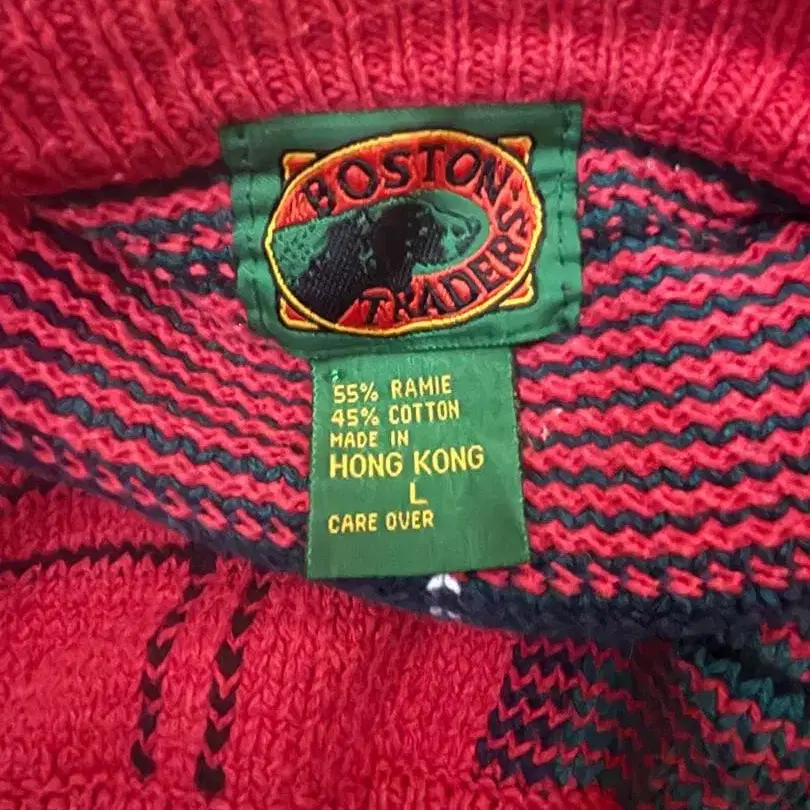 BOSTON
TRADERS
55% RAMIE
45% COTTON
MADE IN
HONG KONG
L
CARE OVER